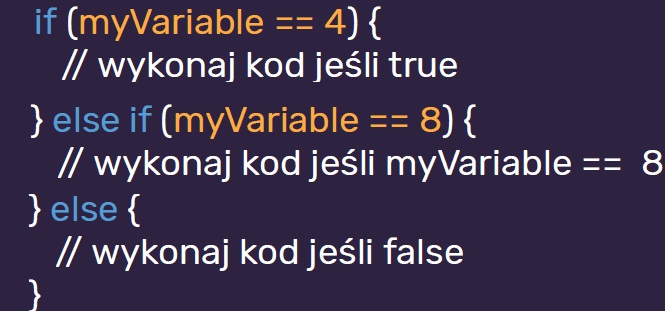 if (myVariable == 4) {
// wykonaj kod jeśli true
} else if (myVariable == 8) {
// wykonaj kod jeśli myVariable == 8
} else {
// wykonaj kod jeśli false
}